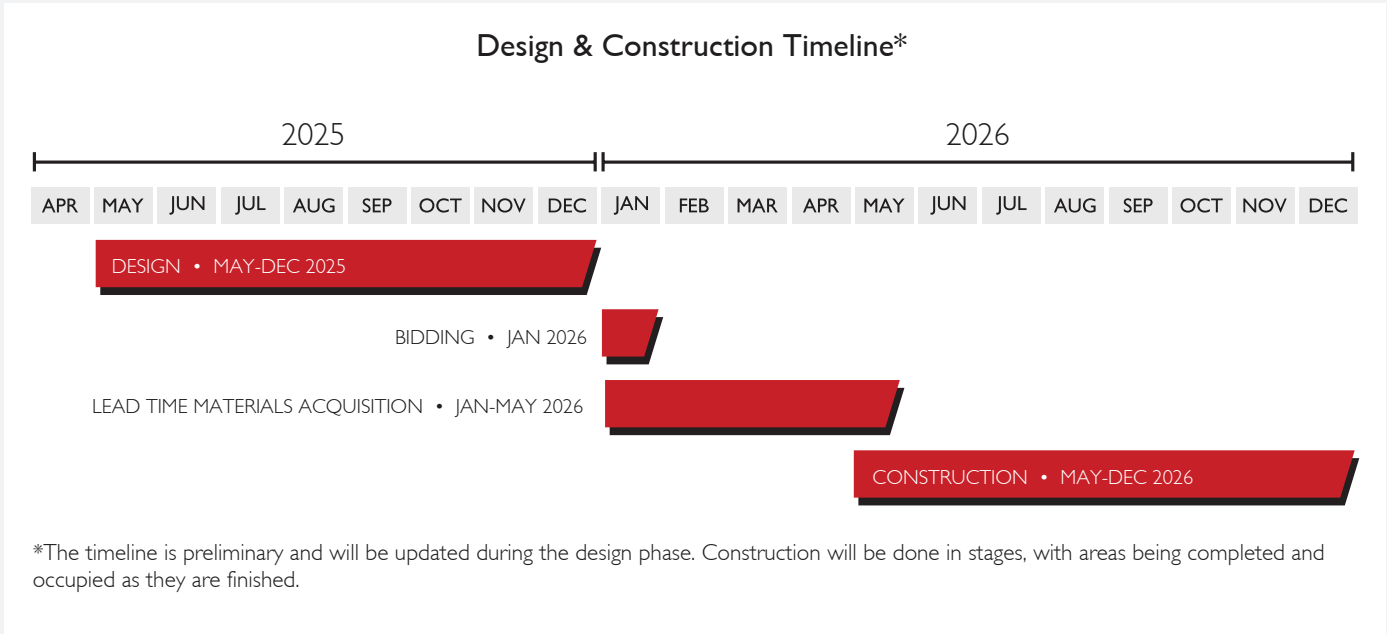 Design & Construction Timeline*
2025 2026
APR MAY JUN JUL AUG SEP OCT NOV DEC JAN FEB MAR APR MAY JUN JUL AUG SEP OCT NOV DEC
DESIGN • MAY-DEC 2025
BIDDING • JAN 2026
LEAD TIME MATERIALS ACQUISITION • JAN-MAY 2026
CONSTRUCTION • MAY-DEC 2026
*The timeline is preliminary and will be updated during the design phase. Construction will be done in stages, with areas being completed and
occupied as they are finished.